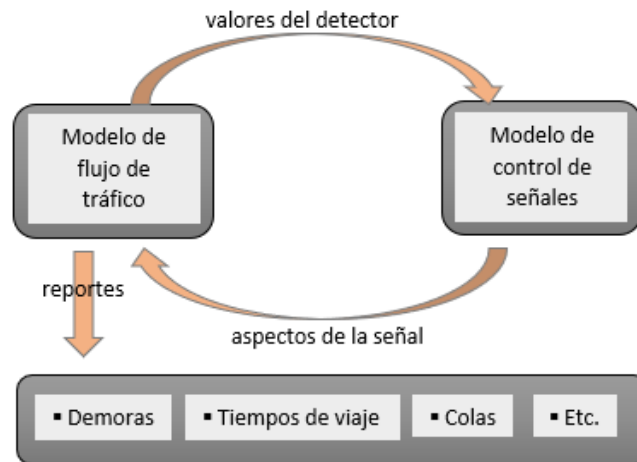 valores del detector
Modelo de
flujo de
tráfico
Modelo de
control de
señales
reportes
aspectos de la señal
▪ Demoras ▪ Tiempos de viaje ▪ Colas ▪ Etc.